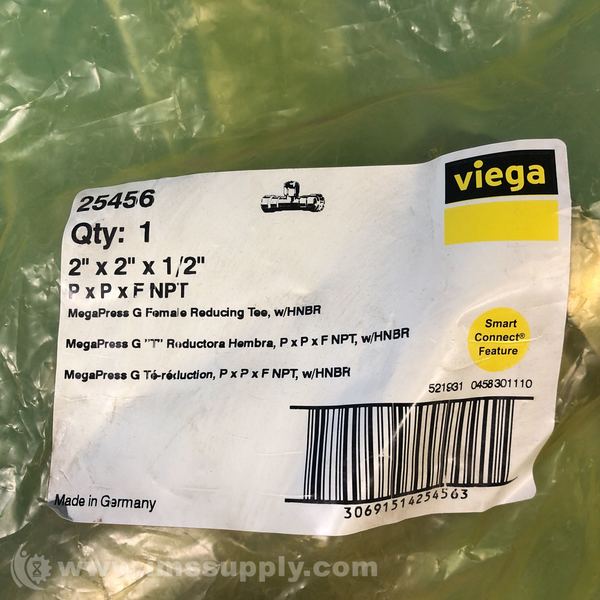 viega
25456
Qty: 1
2" x 2" x 1/2"
P x P x F NPT
MegaPress G Female Reducing Tee, w/HNBR
MegaPress G "T" Reductora Hembra, P x P x F NPT, w/HNBR
MegaPress G Té-réduction, P x P x F NPT, w/HNBR
Smart
Connect®
Feature
521931 0458301110
30691514254563
Made in Germany
www.imssupply.com